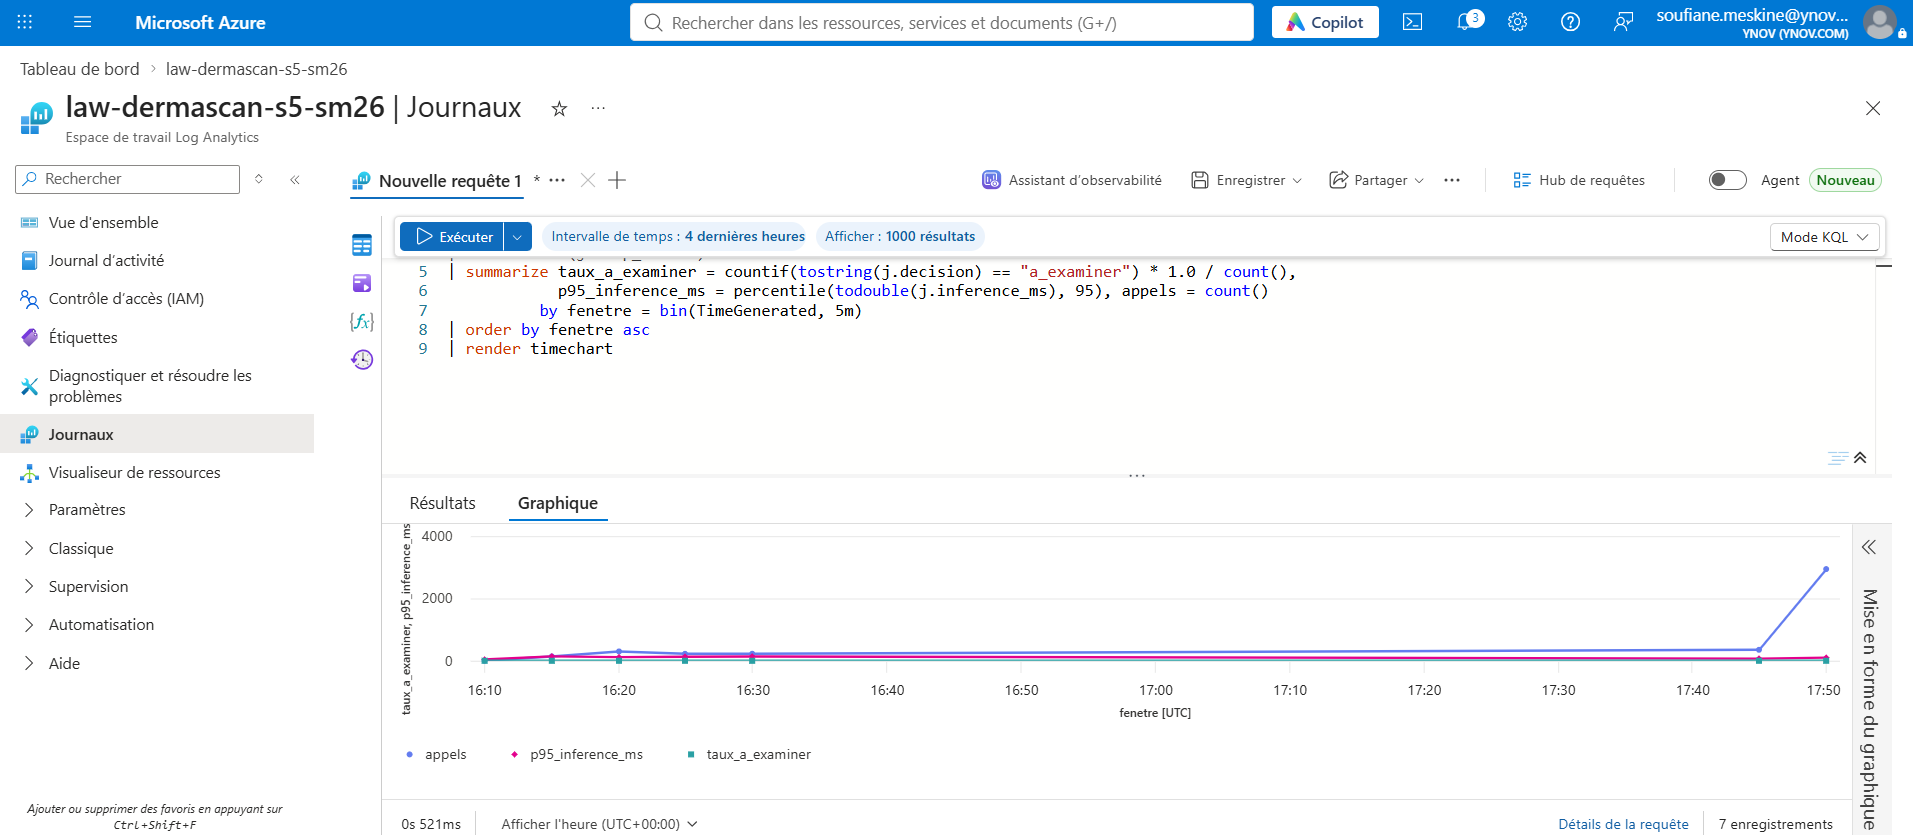 Microsoft Azure
Rechercher dans les ressources, services et documents (G+/)
Copilot
3
soufiane.meskine@ynov...
YNOV (YNOV.COM)
Tableau de bord > law-dermascan-s5-sm26
law-dermascan-s5-sm26 | Journaux
Espace de travail Log Analytics
Rechercher
Vue d'ensemble
Journal d'activité
Contrôle d'accès (IAM)
Étiquettes
Diagnostiquer et résoudre les
problèmes
Journaux
Visualiseur de ressources
Paramètres
Classique
Supervision
Automatisation
Aide
Ajouter ou supprimer des favoris en appuyant sur
Ctrl+Shift+F
Nouvelle requête 1 * ...
Assistant d'observabilité
Enregistrer
Partager
Hub de requêtes
Agent
Nouveau
Exécuter
Intervalle de temps : 4 dernières heures
Afficher : 1000 résultats
Mode KQL
5 | summarize taux_a_examiner = countif(tostring(j.decision) == "a_examiner") * 1.0 / count(),
6 p95_inference_ms = percentile(todouble(j.inference_ms), 95), appels = count()
7 by fenetre = bin(TimeGenerated, 5m)
8 | order by fenetre asc
9 | render timechart
Résultats
Graphique
taux_a_examiner, p95_inference_ms
4000
2000
0
16:10
16:20
16:30
16:40
16:50
17:00
17:10
17:20
17:30
17:40
17:50
fenetre [UTC]
appels
p95_inference_ms
taux_a_examiner
Mise en forme du graphique
0s 521ms
Afficher l'heure (UTC+00:00)
Détails de la requête
7 enregistrements